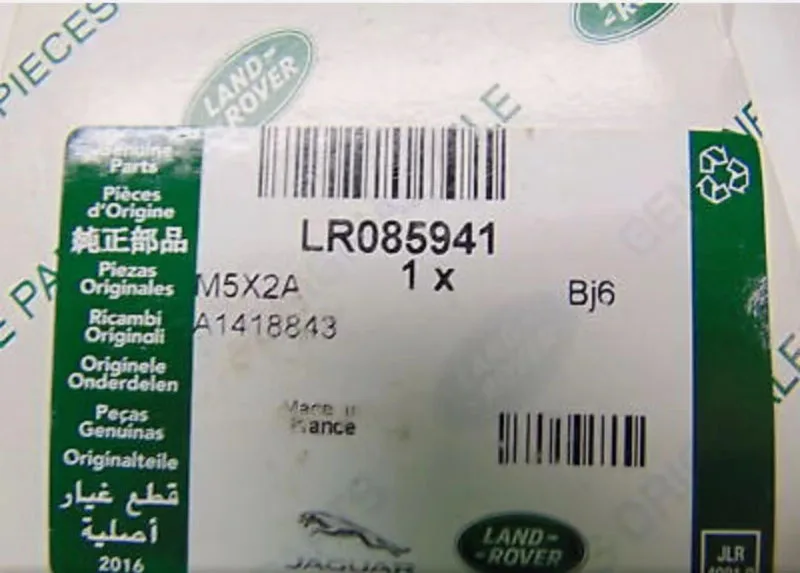 PIECES
LAND-
-ROVER
Genuine
Parts
Pièces
d'Origine
純正部品
Piezas
Originales
Ricambi
Originali
Originele
Onderdelen
Peças
Genuínas
Originalteile
قطع غيار
أصلية
2016
LR085941
1 x
M5X2A
Bj6
A1418843
Made in
France
JAGUAR
LAND-
-ROVER
JLR